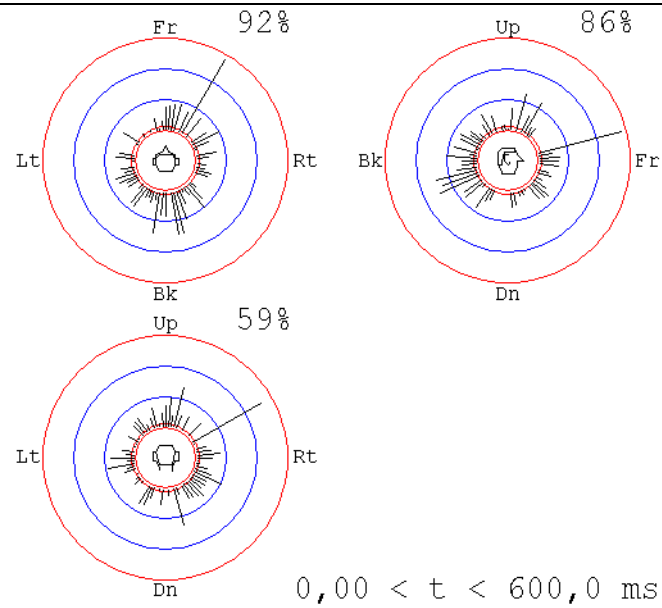 Fr 92%
Up 86%
Lt Rt Bk Fr
Bk Dn
Up 59%
Lt Rt
Dn
0,00 < t < 600,0 ms